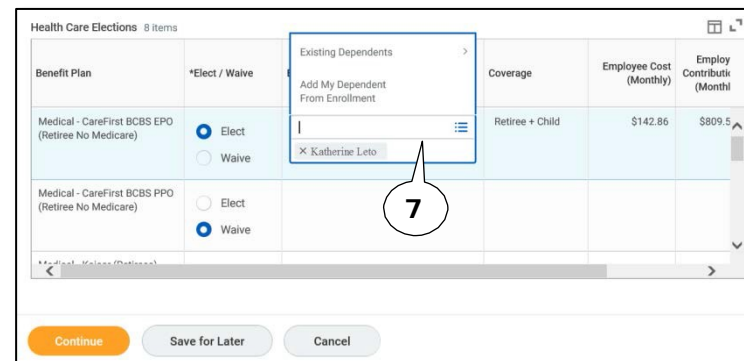 Health Care Elections 8 items
Benefit Plan
*Elect / Waive
Existing Dependents
Add My Dependent
From Enrollment
Coverage
Employee Cost
(Monthly)
Employ
Contributic
(Monthl
Medical - CareFirst BCBS EPO
(Retiree No Medicare)
Elect
Waive
× Katherine Leto
Retiree + Child
$142.86
$809.5
7
Medical - CareFirst BCBS PPO
(Retiree No Medicare)
Elect
Waive
Continue
Save for Later
Cancel